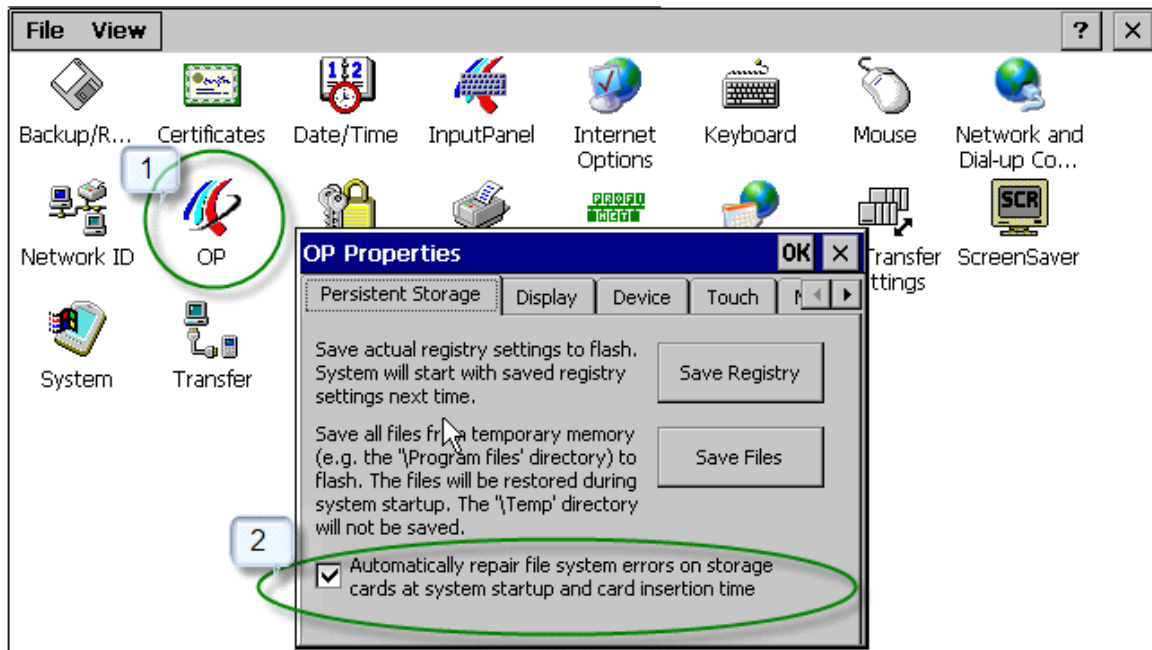 File View ? ×
Backup/R... Certificates Date/Time InputPanel Internet Options Keyboard Mouse Network and Dial-up Co...
1
Network ID OP PROFI NET Transfer ttings SCR ScreenSaver
OP Properties OK ×
Persistent Storage Display Device Touch
System Transfer
Save actual registry settings to flash.
System will start with saved registry
settings next time.
Save Registry
Save all files from temporary memory
(e.g. the "\Program files' directory) to
flash. The files will be restored during
system startup. The "\Temp' directory
will not be saved.
Save Files
2
Automatically repair file system errors on storage
cards at system startup and card insertion time